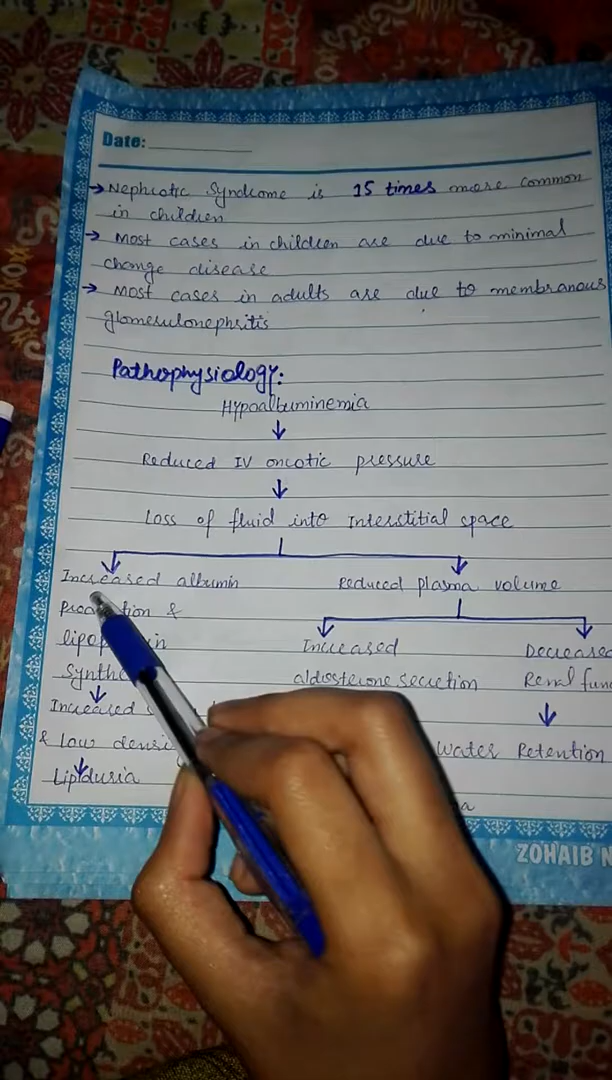 Date:
→ Nephrotic Syndrome is 15 times more common
in children
→ Most cases in children are due to minimal
change disease
→ Most cases in adults are due to membranous
glomerulonephritis
Pathophysiology:
Hypoalbuminemia
Reduced IV oncotic pressure
Loss of fluid into Interstitial space
Increased albumin
Reduced plasma volume
&
Increased
Decreased
aldosterone secretion
Renal
Increased
& low
Water Retention
Lipiduria
ZOHAIB